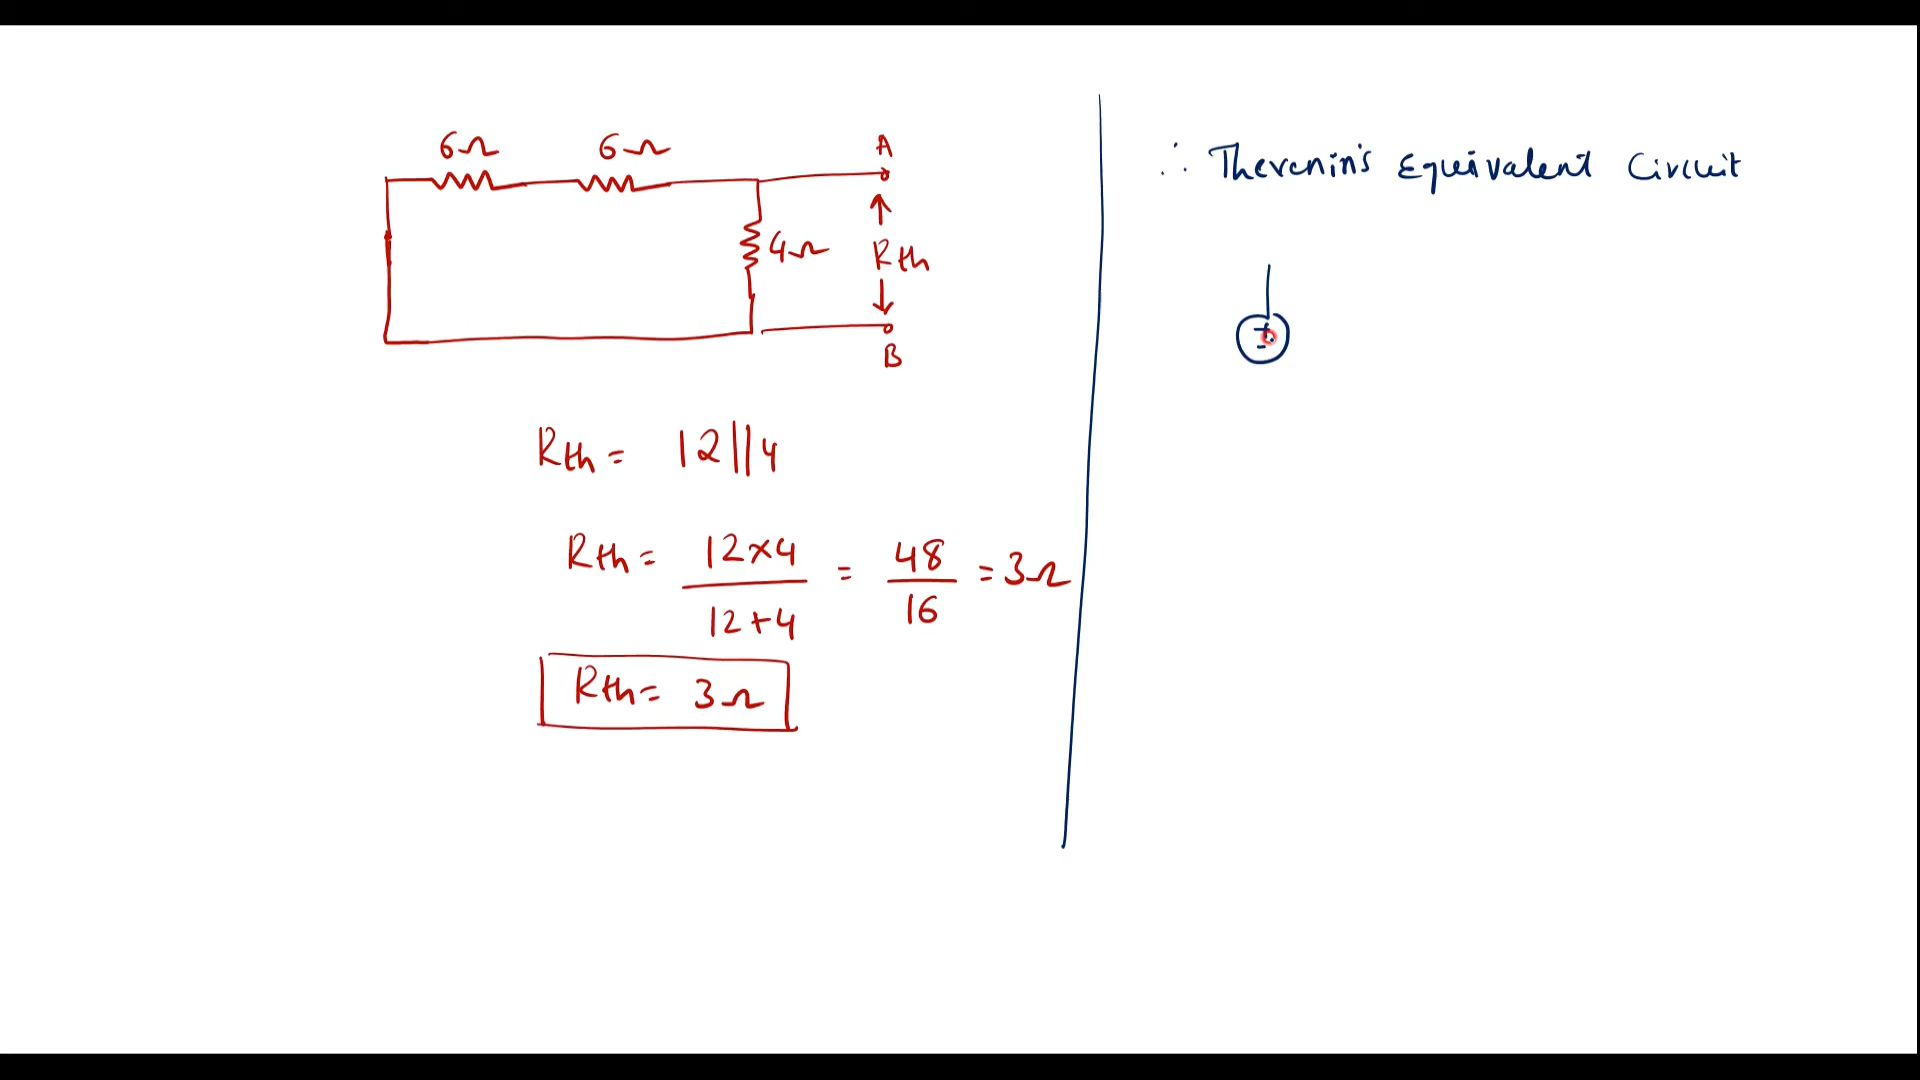 6Ω 6Ω A
4Ω Rth
B
Rth = 12||4
Rth = 12×4 / 12+4 = 48 / 16 = 3Ω
Rth = 3Ω
∴ Thevenin's Equivalent Circuit
+
-